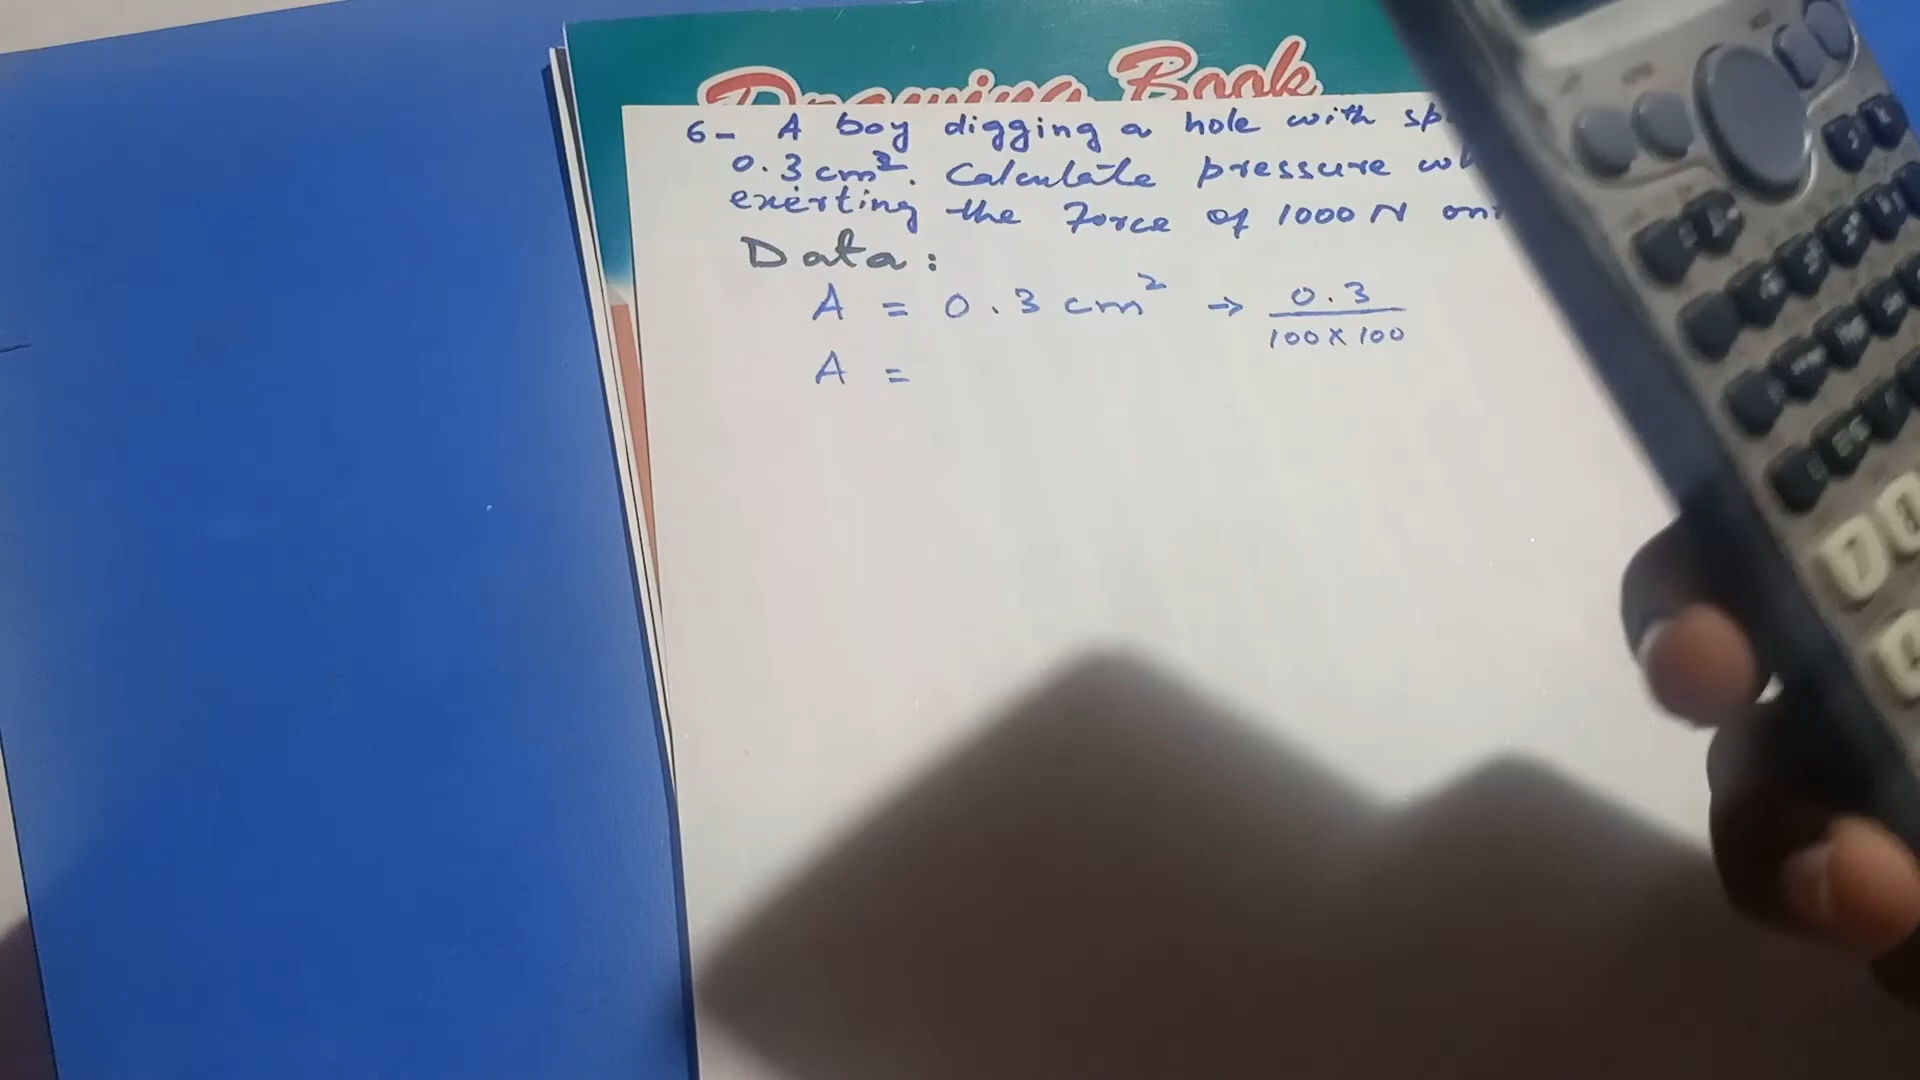 Drawing Book
6- A boy digging a hole with
0.3 cm². Calculate pressure
exerting the Force of 1000 N
Data:
A = 0.3 cm² → 0.3 / 100 x 100
A =